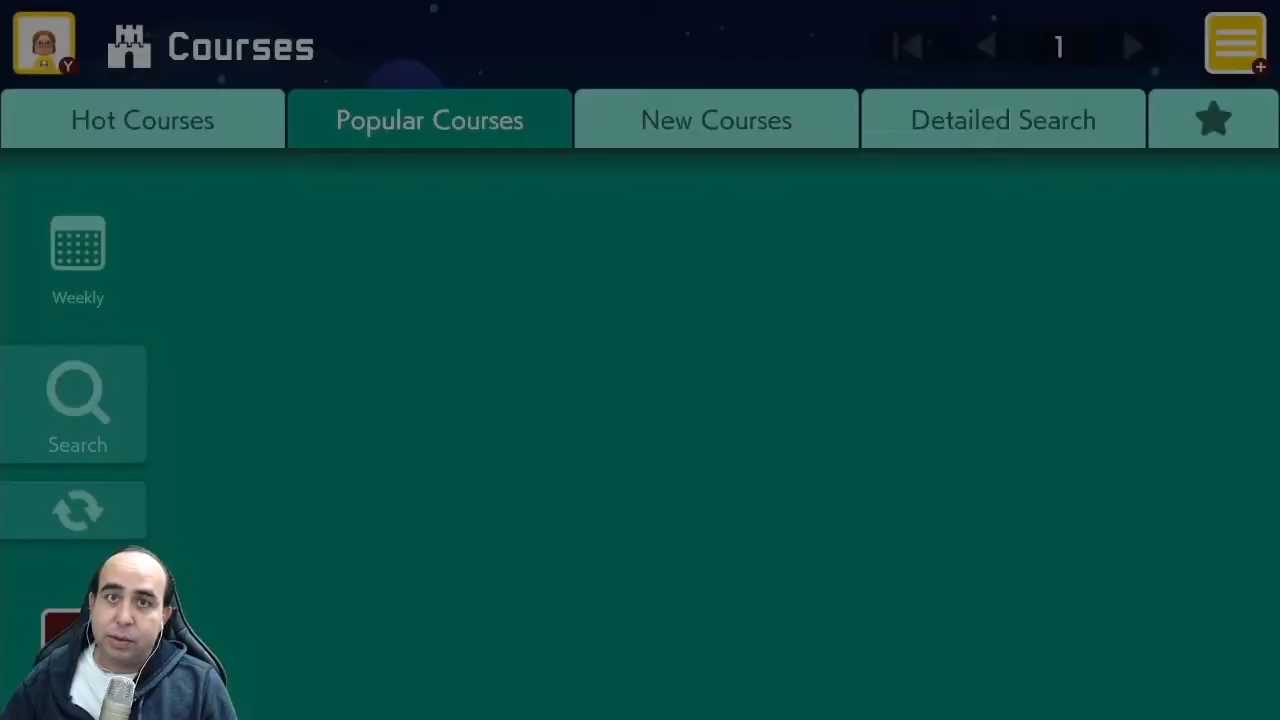 Y
Courses
1
+
Hot Courses
Popular Courses
New Courses
Detailed Search
Weekly
Search